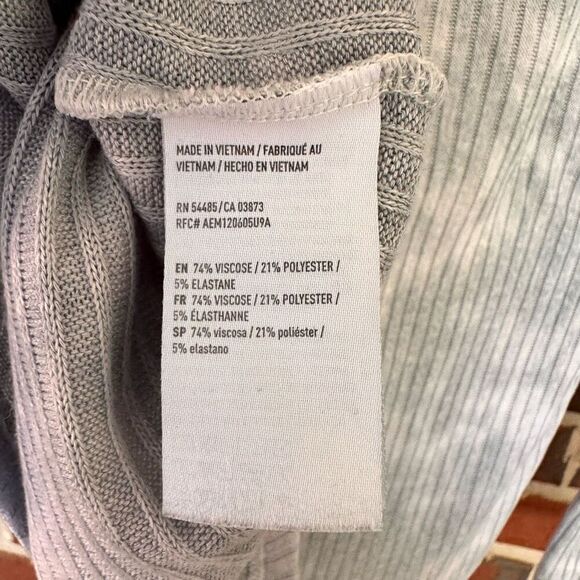 MADE IN VIETNAM / FABRIQUÉ AU
VIETNAM / HECHO EN VIETNAM
RN 54485/CA 03873
RFC# AEM120605U9A
EN 74% VISCOSE / 21% POLYESTER /
5% ELASTANE
FR 74% VISCOSE / 21% POLYESTER /
5% ÉLASTHANNE
SP 74% viscosa / 21% poliéster /
5% elastano